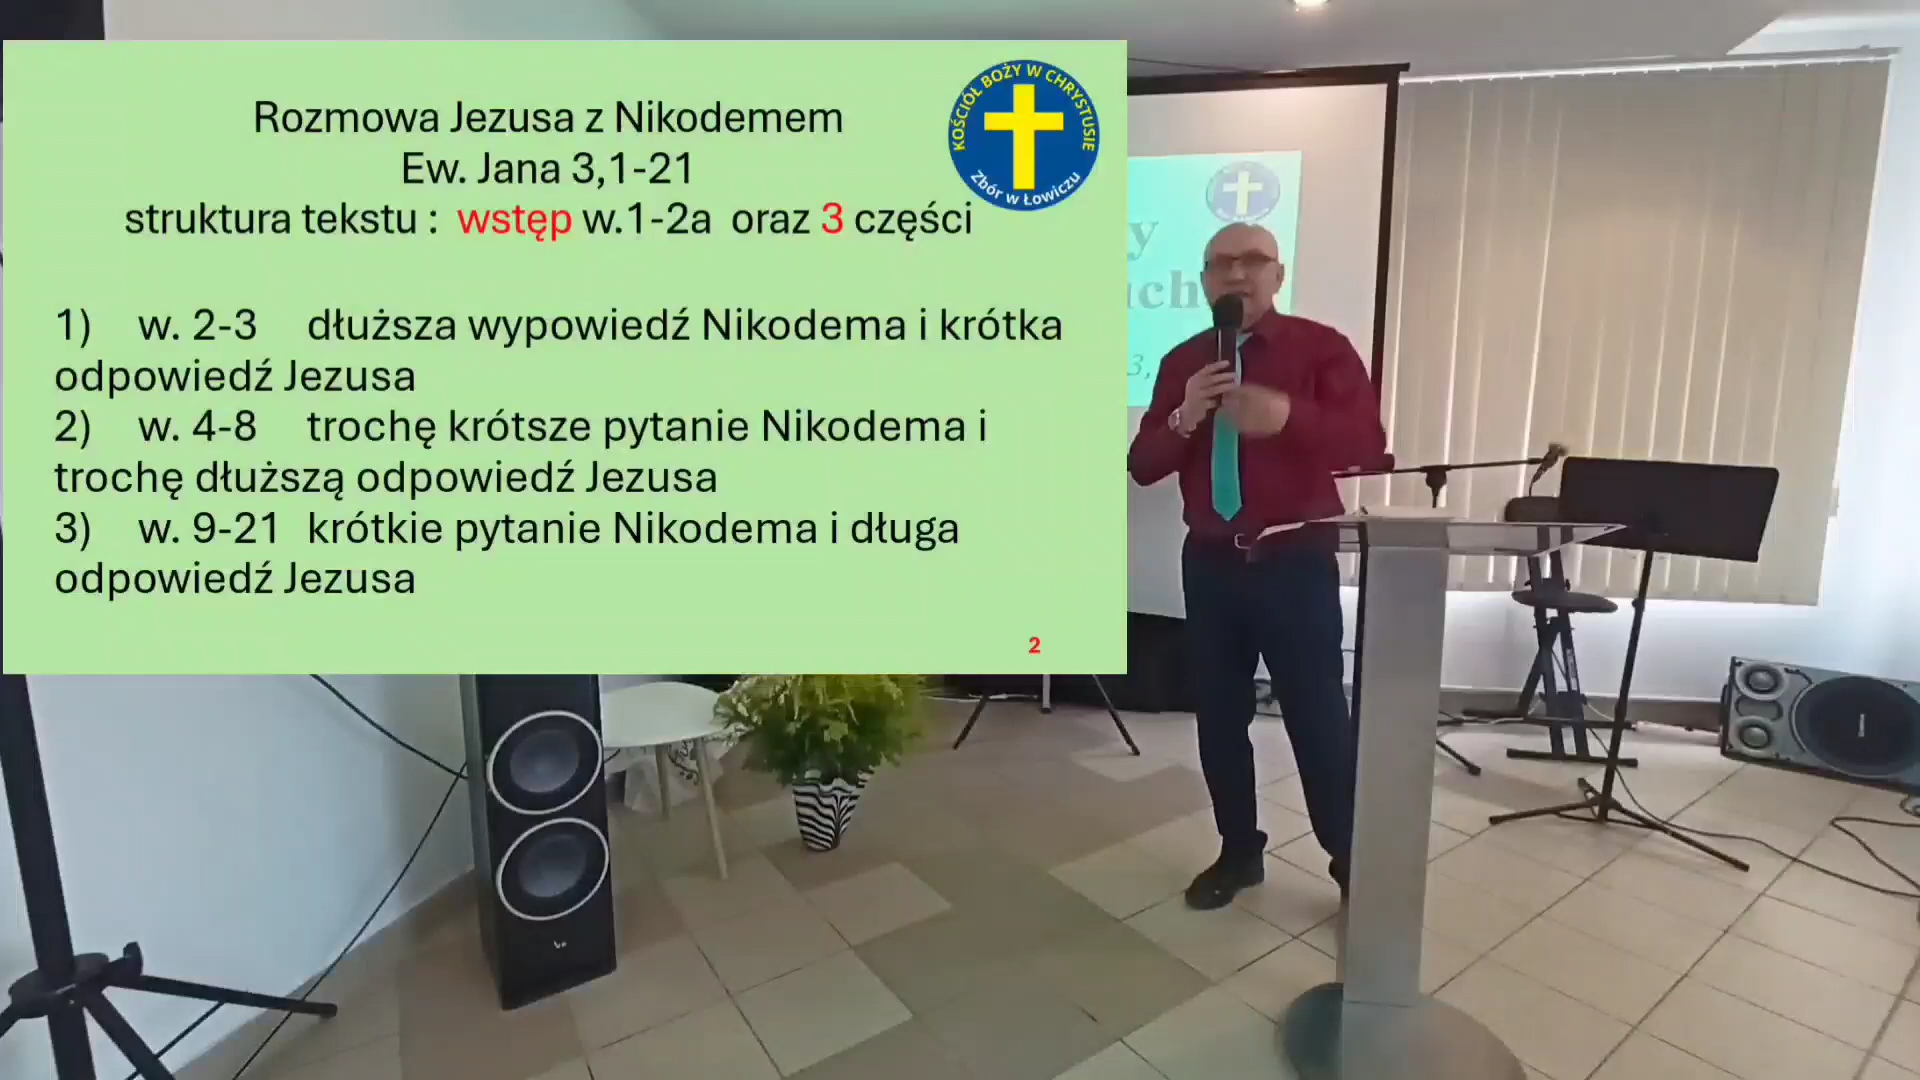 Rozmowa Jezusa z Nikodemem
Ew. Jana 3,1-21
struktura tekstu : wstęp w.1-2a oraz 3 części
KOŚCIÓŁ BOŻY W CHRYSTUSIE
Zbór w Łowiczu
1) w. 2-3 dłuższa wypowiedź Nikodema i krótka
odpowiedź Jezusa
2) w. 4-8 trochę krótsze pytanie Nikodema i
trochę dłuższą odpowiedź Jezusa
3) w. 9-21 krótkie pytanie Nikodema i długa
odpowiedź Jezusa
2